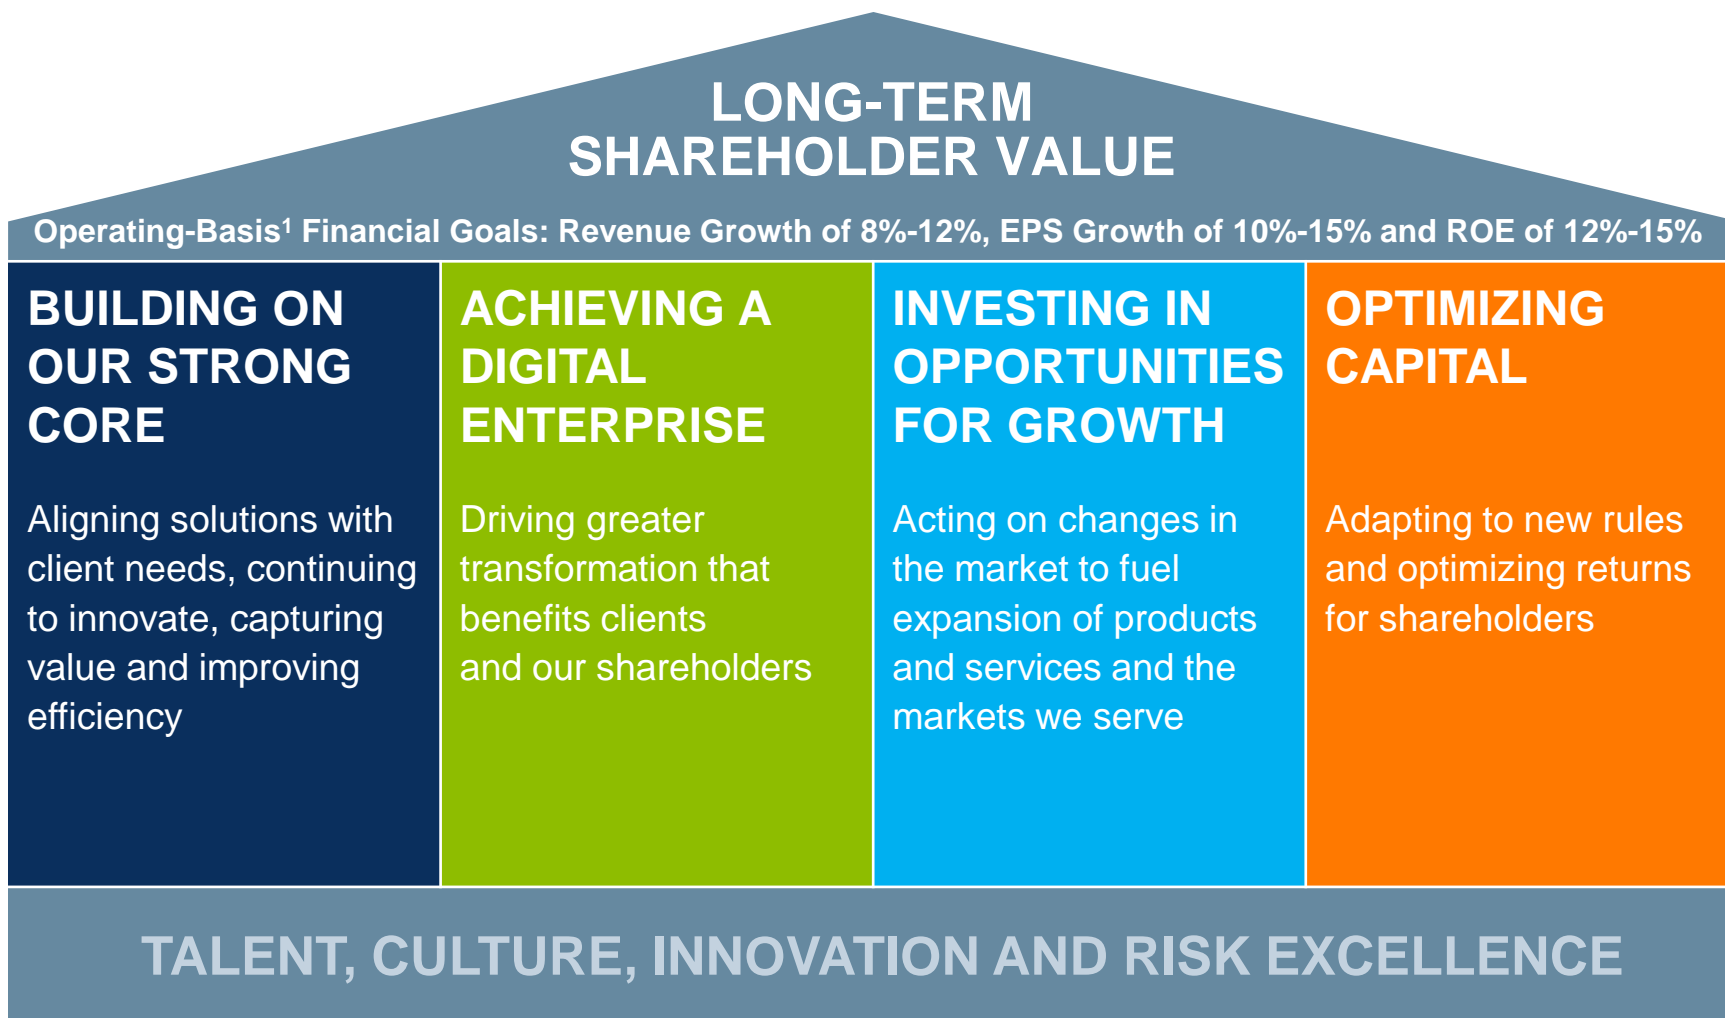 LONG-TERM
SHAREHOLDER VALUE
Operating-Basis¹ Financial Goals: Revenue Growth of 8%-12%, EPS Growth of 10%-15% and ROE of 12%-15%
BUILDING ON
OUR STRONG
CORE
Aligning solutions with
client needs, continuing
to innovate, capturing
value and improving
efficiency
ACHIEVING A
DIGITAL
ENTERPRISE
Driving greater
transformation that
benefits clients
and our shareholders
INVESTING IN
OPPORTUNITIES
FOR GROWTH
Acting on changes in
the market to fuel
expansion of products
and services and the
markets we serve
OPTIMIZING
CAPITAL
Adapting to new rules
and optimizing returns
for shareholders
TALENT, CULTURE, INNOVATION AND RISK EXCELLENCE